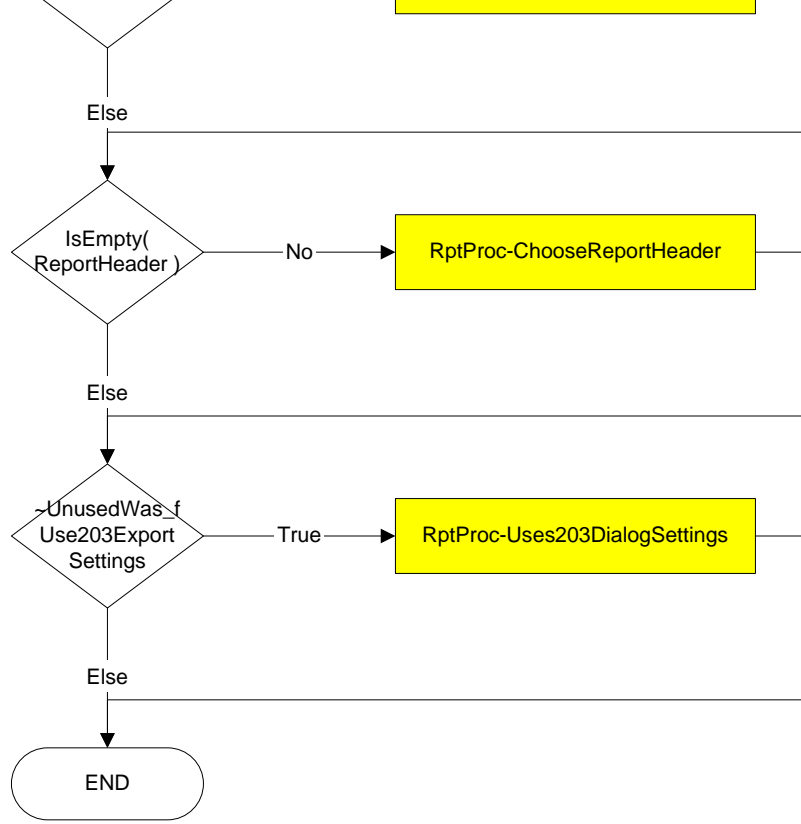 Else
IsEmpty(
ReportHeader )
No
RptProc-ChooseReportHeader
Else
~UnusedWas_f
Use203Export
Settings
True
RptProc-Uses203DialogSettings
Else
END